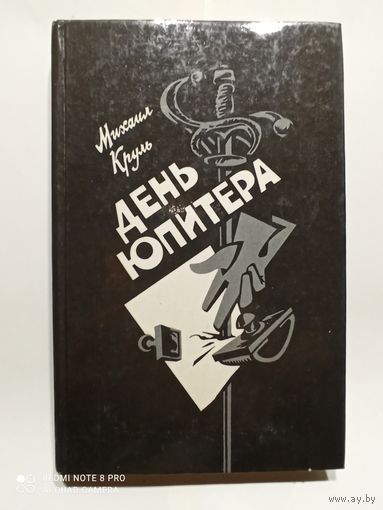 Михаил
Круль
ДЕНЬ
ЮПИТЕРА
REDMI NOTE 8 PRO
AI QUAD CAMERA
www.ay.by